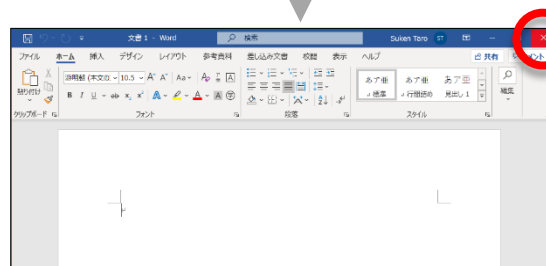 文書 1 - Word
検索
Suken Taro
ST
ファイル ホーム 挿入 デザイン レイアウト 参考資料 差し込み文書 校閲 表示 ヘルプ
共有
貼り付け
游明朝 (本文の 10.5 A^ Aˇ Aa
B I U ab x₂ x² A A A
あア亜 あア亜 あア亜
標準 行間詰め 見出し 1
編集
クリップボード フォント 段落 スタイル